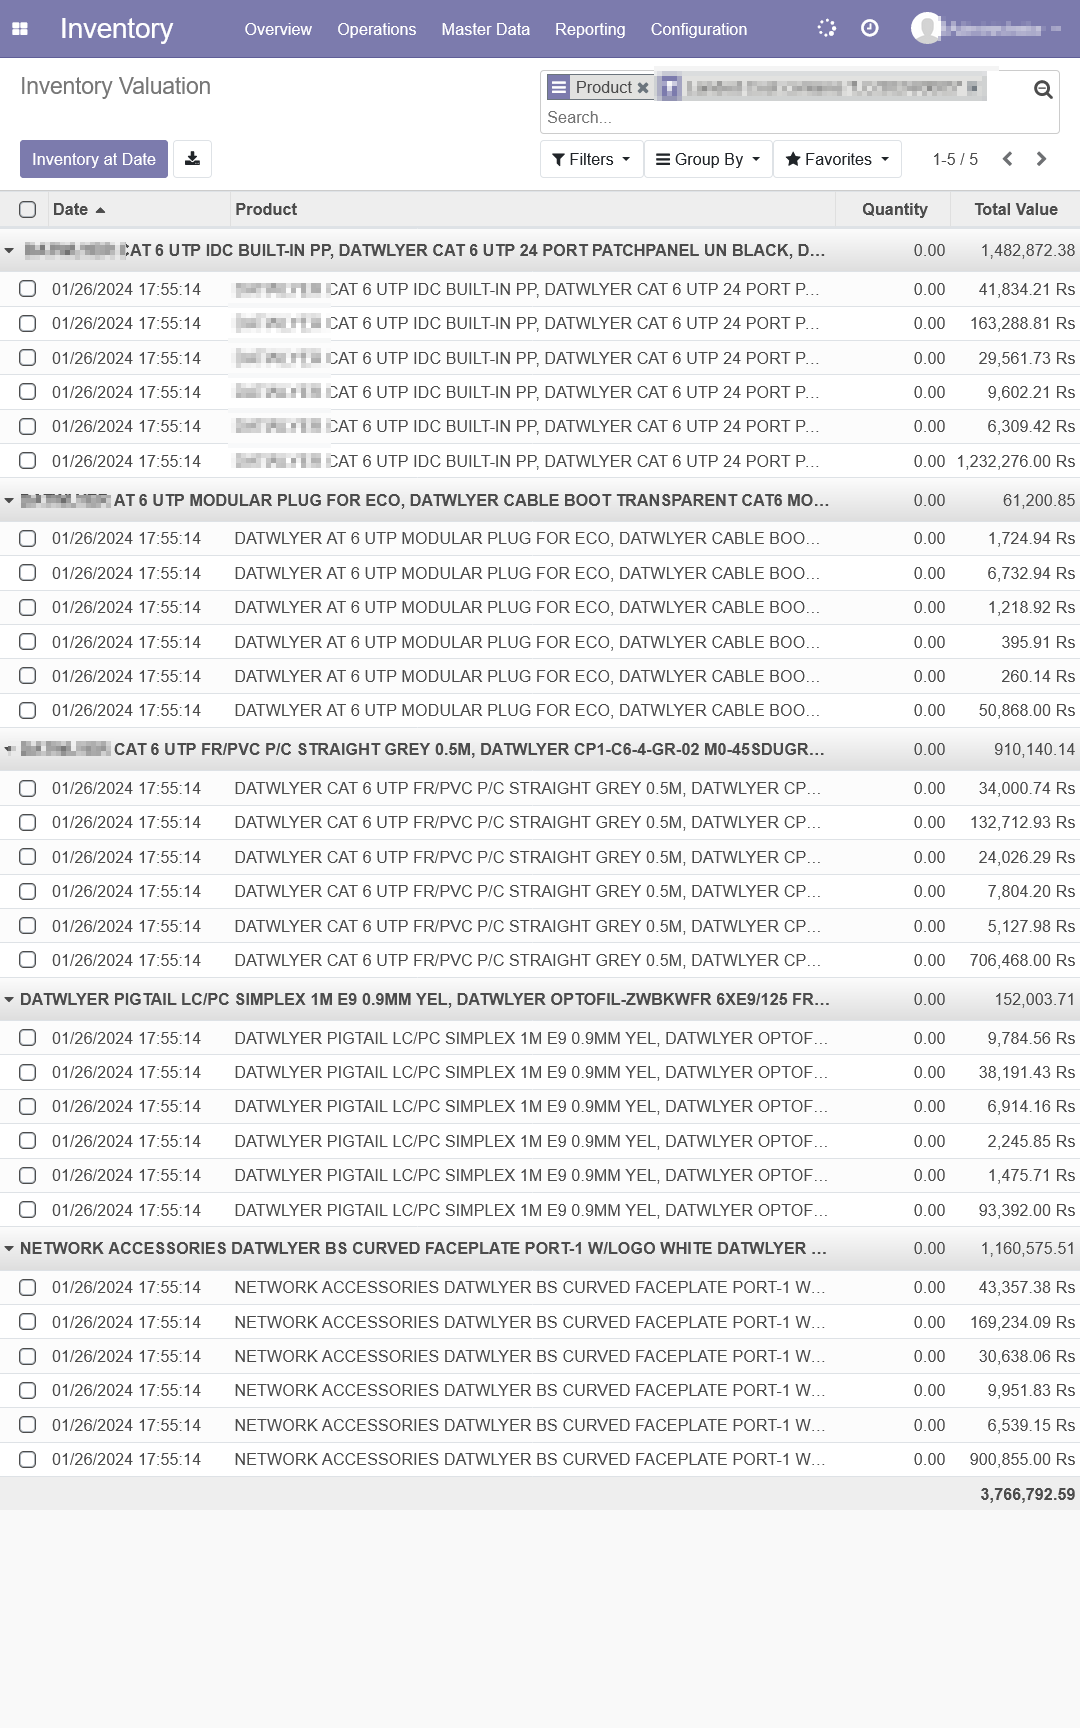 Inventory Overview Operations Master Data Reporting Configuration
Inventory Valuation
Product
Search...
Inventory at Date Filters Group By Favorites 1-5 / 5
Date Product Quantity Total Value
CAT 6 UTP IDC BUILT-IN PP, DATWLYER CAT 6 UTP 24 PORT PATCHPANEL UN BLACK, D... 0.00 1,482,872.38
01/26/2024 17:55:14 CAT 6 UTP IDC BUILT-IN PP, DATWLYER CAT 6 UTP 24 PORT P... 0.00 41,834.21 Rs
01/26/2024 17:55:14 CAT 6 UTP IDC BUILT-IN PP, DATWLYER CAT 6 UTP 24 PORT P... 0.00 163,288.81 Rs
01/26/2024 17:55:14 CAT 6 UTP IDC BUILT-IN PP, DATWLYER CAT 6 UTP 24 PORT P... 0.00 29,561.73 Rs
01/26/2024 17:55:14 CAT 6 UTP IDC BUILT-IN PP, DATWLYER CAT 6 UTP 24 PORT P... 0.00 9,602.21 Rs
01/26/2024 17:55:14 CAT 6 UTP IDC BUILT-IN PP, DATWLYER CAT 6 UTP 24 PORT P... 0.00 6,309.42 Rs
01/26/2024 17:55:14 CAT 6 UTP IDC BUILT-IN PP, DATWLYER CAT 6 UTP 24 PORT P... 0.00 1,232,276.00 Rs
AT 6 UTP MODULAR PLUG FOR ECO, DATWLYER CABLE BOOT TRANSPARENT CAT6 MO... 0.00 61,200.85
01/26/2024 17:55:14 DATWLYER AT 6 UTP MODULAR PLUG FOR ECO, DATWLYER CABLE BOO... 0.00 1,724.94 Rs
01/26/2024 17:55:14 DATWLYER AT 6 UTP MODULAR PLUG FOR ECO, DATWLYER CABLE BOO... 0.00 6,732.94 Rs
01/26/2024 17:55:14 DATWLYER AT 6 UTP MODULAR PLUG FOR ECO, DATWLYER CABLE BOO... 0.00 1,218.92 Rs
01/26/2024 17:55:14 DATWLYER AT 6 UTP MODULAR PLUG FOR ECO, DATWLYER CABLE BOO... 0.00 395.91 Rs
01/26/2024 17:55:14 DATWLYER AT 6 UTP MODULAR PLUG FOR ECO, DATWLYER CABLE BOO... 0.00 260.14 Rs
01/26/2024 17:55:14 DATWLYER AT 6 UTP MODULAR PLUG FOR ECO, DATWLYER CABLE BOO... 0.00 50,868.00 Rs
CAT 6 UTP FR/PVC P/C STRAIGHT GREY 0.5M, DATWLYER CP1-C6-4-GR-02 M0-45SDUGR... 0.00 910,140.14
01/26/2024 17:55:14 DATWLYER CAT 6 UTP FR/PVC P/C STRAIGHT GREY 0.5M, DATWLYER CP... 0.00 34,000.74 Rs
01/26/2024 17:55:14 DATWLYER CAT 6 UTP FR/PVC P/C STRAIGHT GREY 0.5M, DATWLYER CP... 0.00 132,712.93 Rs
01/26/2024 17:55:14 DATWLYER CAT 6 UTP FR/PVC P/C STRAIGHT GREY 0.5M, DATWLYER CP... 0.00 24,026.29 Rs
01/26/2024 17:55:14 DATWLYER CAT 6 UTP FR/PVC P/C STRAIGHT GREY 0.5M, DATWLYER CP... 0.00 7,804.20 Rs
01/26/2024 17:55:14 DATWLYER CAT 6 UTP FR/PVC P/C STRAIGHT GREY 0.5M, DATWLYER CP... 0.00 5,127.98 Rs
01/26/2024 17:55:14 DATWLYER CAT 6 UTP FR/PVC P/C STRAIGHT GREY 0.5M, DATWLYER CP... 0.00 706,468.00 Rs
DATWLYER PIGTAIL LC/PC SIMPLEX 1M E9 0.9MM YEL, DATWLYER OPTOFIL-ZWBKWFR 6XE9/125 FR... 0.00 152,003.71
01/26/2024 17:55:14 DATWLYER PIGTAIL LC/PC SIMPLEX 1M E9 0.9MM YEL, DATWLYER OPTOF... 0.00 9,784.56 Rs
01/26/2024 17:55:14 DATWLYER PIGTAIL LC/PC SIMPLEX 1M E9 0.9MM YEL, DATWLYER OPTOF... 0.00 38,191.43 Rs
01/26/2024 17:55:14 DATWLYER PIGTAIL LC/PC SIMPLEX 1M E9 0.9MM YEL, DATWLYER OPTOF... 0.00 6,914.16 Rs
01/26/2024 17:55:14 DATWLYER PIGTAIL LC/PC SIMPLEX 1M E9 0.9MM YEL, DATWLYER OPTOF... 0.00 2,245.85 Rs
01/26/2024 17:55:14 DATWLYER PIGTAIL LC/PC SIMPLEX 1M E9 0.9MM YEL, DATWLYER OPTOF... 0.00 1,475.71 Rs
01/26/2024 17:55:14 DATWLYER PIGTAIL LC/PC SIMPLEX 1M E9 0.9MM YEL, DATWLYER OPTOF... 0.00 93,392.00 Rs
NETWORK ACCESSORIES DATWLYER BS CURVED FACEPLATE PORT-1 W/LOGO WHITE DATWLYER ... 0.00 1,160,575.51
01/26/2024 17:55:14 NETWORK ACCESSORIES DATWLYER BS CURVED FACEPLATE PORT-1 W... 0.00 43,357.38 Rs
01/26/2024 17:55:14 NETWORK ACCESSORIES DATWLYER BS CURVED FACEPLATE PORT-1 W... 0.00 169,234.09 Rs
01/26/2024 17:55:14 NETWORK ACCESSORIES DATWLYER BS CURVED FACEPLATE PORT-1 W... 0.00 30,638.06 Rs
01/26/2024 17:55:14 NETWORK ACCESSORIES DATWLYER BS CURVED FACEPLATE PORT-1 W... 0.00 9,951.83 Rs
01/26/2024 17:55:14 NETWORK ACCESSORIES DATWLYER BS CURVED FACEPLATE PORT-1 W... 0.00 6,539.15 Rs
01/26/2024 17:55:14 NETWORK ACCESSORIES DATWLYER BS CURVED FACEPLATE PORT-1 W... 0.00 900,855.00 Rs
3,766,792.59